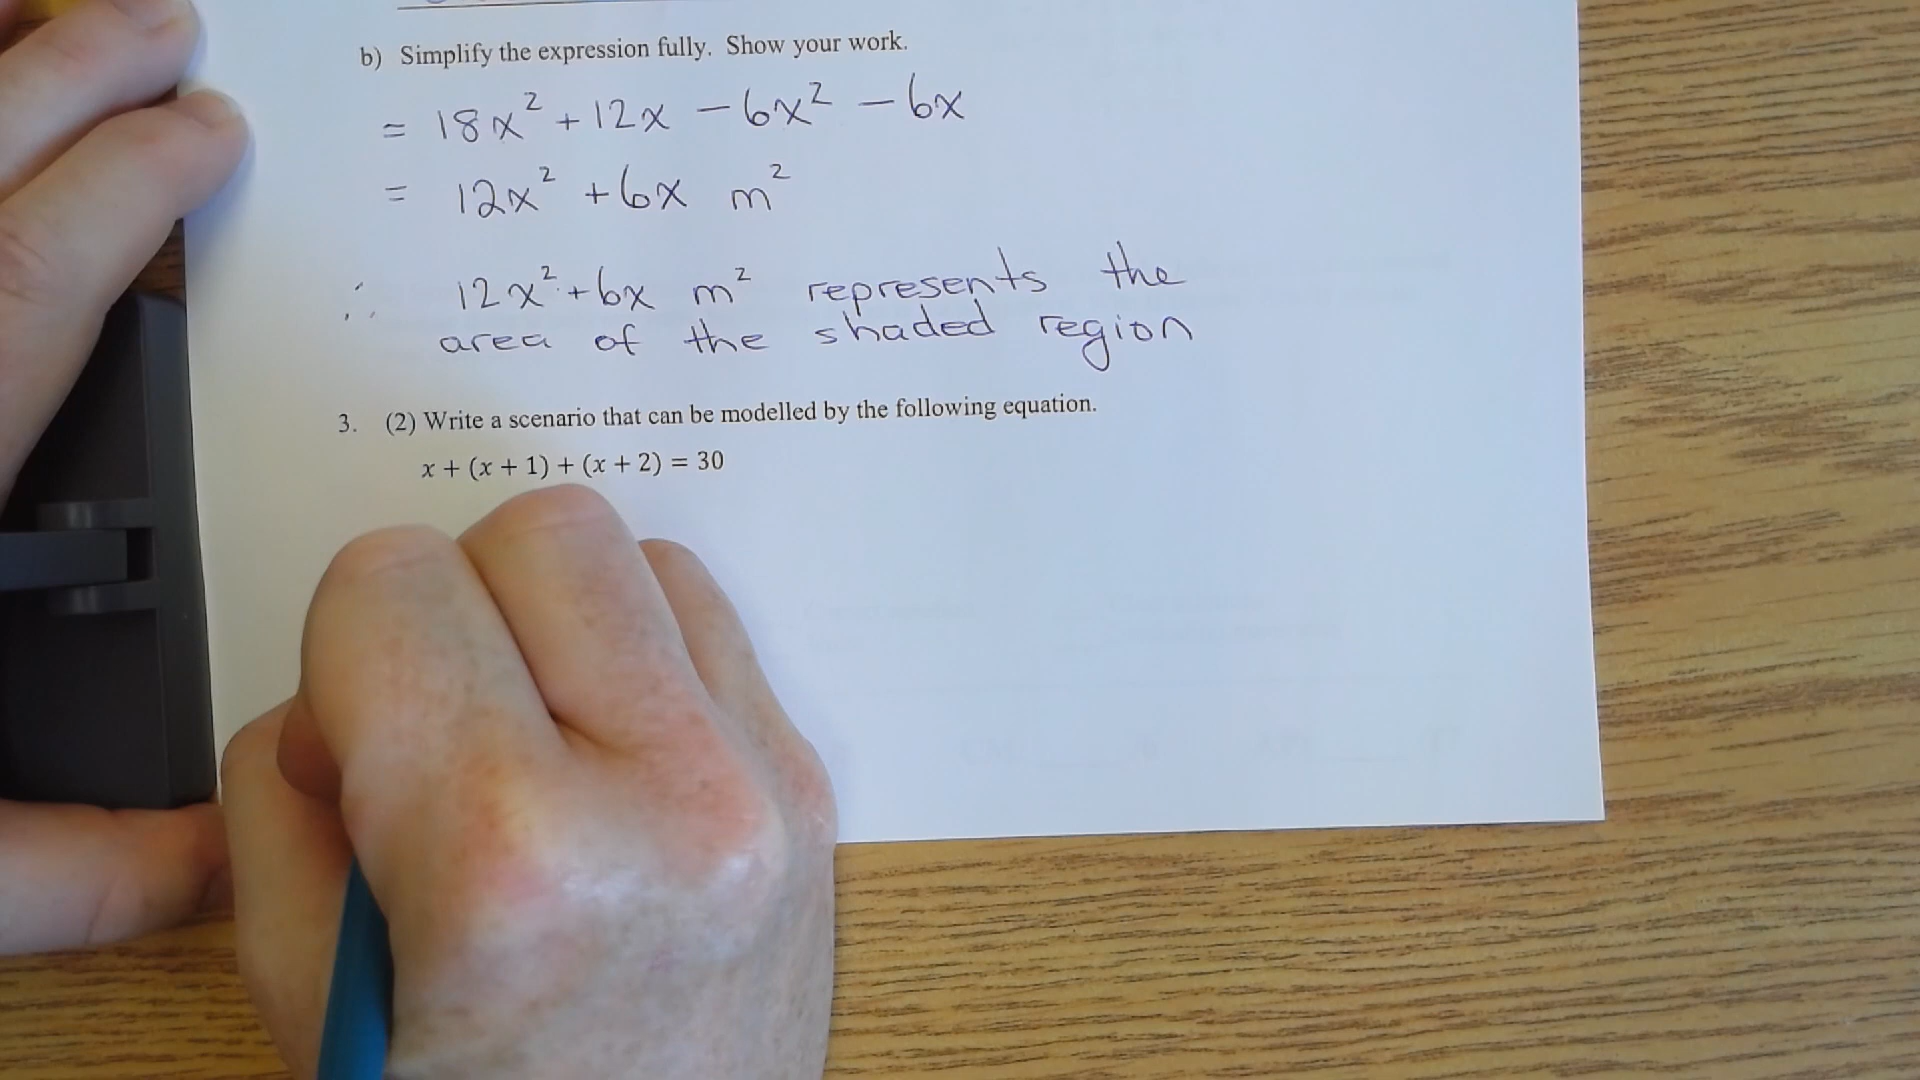 b) Simplify the expression fully. Show your work.
= 18x² + 12x - 6x² - 6x
= 12x² + 6x m²
∴ 12x² + 6x m² represents the
area of the shaded region
3. (2) Write a scenario that can be modelled by the following equation.
x + (x + 1) + (x + 2) = 30